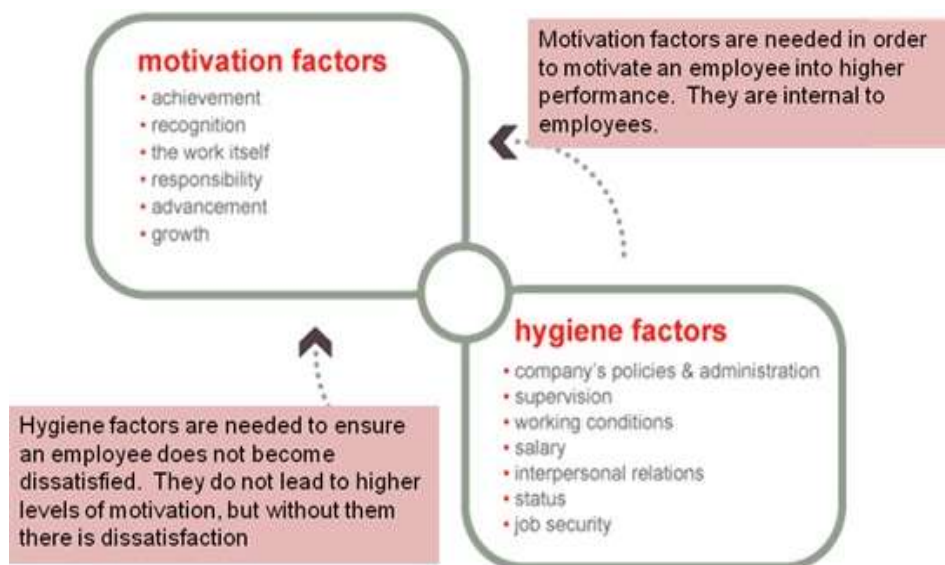 motivation factors
• achievement
• recognition
• the work itself
• responsibility
• advancement
• growth
Motivation factors are needed in order
to motivate an employee into higher
performance. They are internal to
employees.
Hygiene factors are needed to ensure
an employee does not become
dissatisfied. They do not lead to higher
levels of motivation, but without them
there is dissatisfaction
hygiene factors
• company's policies & administration
• supervision
• working conditions
• salary
• interpersonal relations
• status
• job security